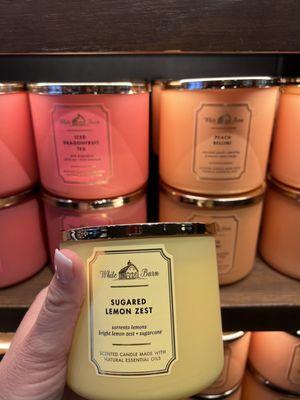 White Barn
ICED
DRAGONFRUIT
TEA
White Barn
PEACH
BELLINI
White Barn
SUGARED
LEMON ZEST
sorrento lemons
bright lemon zest • sugarcane
SCENTED CANDLE MADE WITH
NATURAL ESSENTIAL OILS